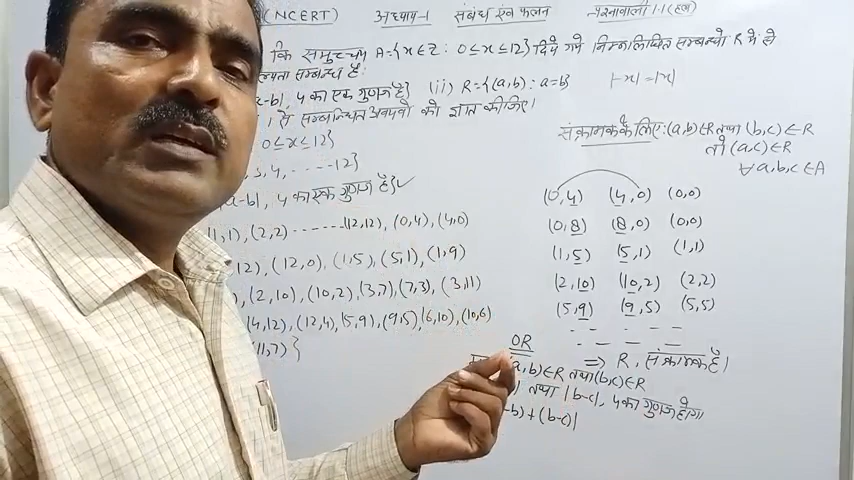 (NCERT) अध्याय-1 संबंध एवं फलन प्रश्नावली 1.1 (हल)
कि समुच्चय A={x∈Z : 0≤x≤12} दिये गये निम्नलिखित सम्बन्धों R में से
सम्बन्ध है:
a-b|, 4 का एक गुणज है} (ii) R={(a,b) : a=b} |-x|=|x|
से सम्बन्धित अवयवों को ज्ञात कीजिए।
0≤x≤12}
3, 4, ----12}
a-b|, 4 का एक गुणज है} ✓
1,1), (2,2) -------(12,12), (0,4), (4,0)
12), (12,0), (1,5), (5,1), (1,9)
, (2,10), (10,2), (3,7), (7,3), (3,11)
(4,12), (12,4), (5,9), (9,5), (6,10), (10,6)
(11,7)}
संक्रामक के लिए: (a,b)∈R तथा (b,c)∈R
तो (a,c)∈R
∀ a,b,c∈A
(0,4) (4,0) (0,0)
(0,8) (8,0) (0,0)
(1,5) (5,1) (1,1)
(2,10) (10,2) (2,2)
(5,9) (9,5) (5,5)
OR
⇒ R, संक्रामक है।
a,b)∈R तथा (b,c)∈R
तथा |b-c|, 4 का गुणज होगा
-b)+(b-c)|